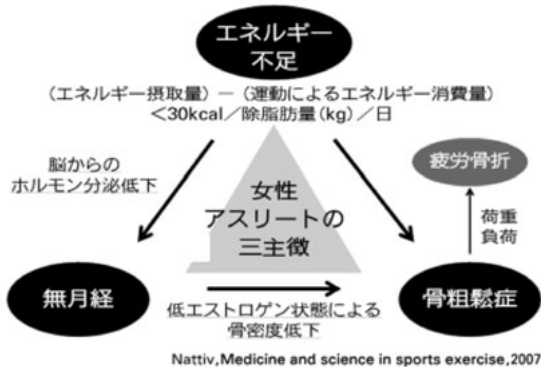 エネルギー
不足
（エネルギー摂取量）－（運動によるエネルギー消費量）
＜30kcal／除脂肪量（kg）／日
脳からの
ホルモン分泌低下
女性
アスリートの
三主徴
疲労骨折
荷重
負荷
無月経
低エストロゲン状態による
骨密度低下
骨粗鬆症
Nattiv,Medicine and science in sports exercise,2007